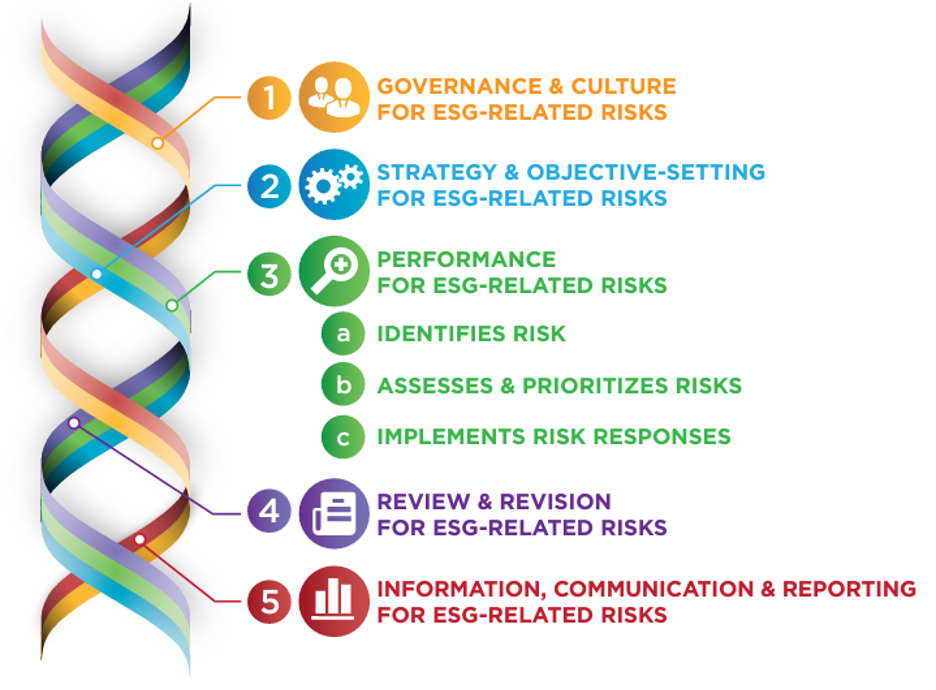 1
GOVERNANCE & CULTURE
FOR ESG-RELATED RISKS
2
STRATEGY & OBJECTIVE-SETTING
FOR ESG-RELATED RISKS
3
PERFORMANCE
FOR ESG-RELATED RISKS
a IDENTIFIES RISK
b ASSESSES & PRIORITIZES RISKS
c IMPLEMENTS RISK RESPONSES
4
REVIEW & REVISION
FOR ESG-RELATED RISKS
5
INFORMATION, COMMUNICATION & REPORTING
FOR ESG-RELATED RISKS